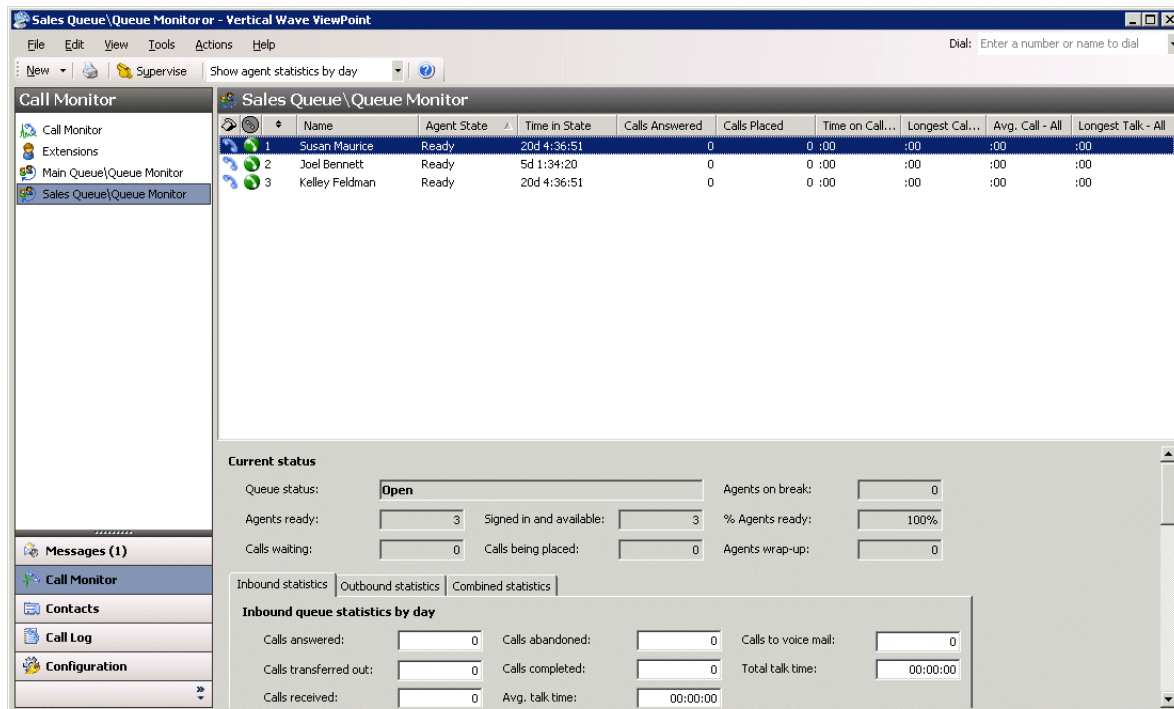 Sales Queue\Queue Monitoror - Vertical Wave ViewPoint
File Edit View Tools Actions Help Dial: Enter a number or name to dial
New Supervise Show agent statistics by day
Call Monitor
Call Monitor
Extensions
Main Queue\Queue Monitor
Sales Queue\Queue Monitor
Sales Queue\Queue Monitor
Name Agent State Time in State Calls Answered Calls Placed Time on Call... Longest Cal... Avg. Call - All Longest Talk - All
1 Susan Maurice Ready 20d 4:36:51 0 0 :00 :00 :00 :00
2 Joel Bennett Ready 5d 1:34:20 0 0 :00 :00 :00 :00
3 Kelley Feldman Ready 20d 4:36:51 0 0 :00 :00 :00 :00
Current status
Queue status: Open Agents on break: 0
Agents ready: 3 Signed in and available: 3 % Agents ready: 100%
Calls waiting: 0 Calls being placed: 0 Agents wrap-up: 0
Inbound statistics Outbound statistics Combined statistics
Inbound queue statistics by day
Calls answered: 0 Calls abandoned: 0 Calls to voice mail: 0
Calls transferred out: 0 Calls completed: 0 Total talk time: 00:00:00
Calls received: 0 Avg. talk time: 00:00:00
Messages (1)
Call Monitor
Contacts
Call Log
Configuration